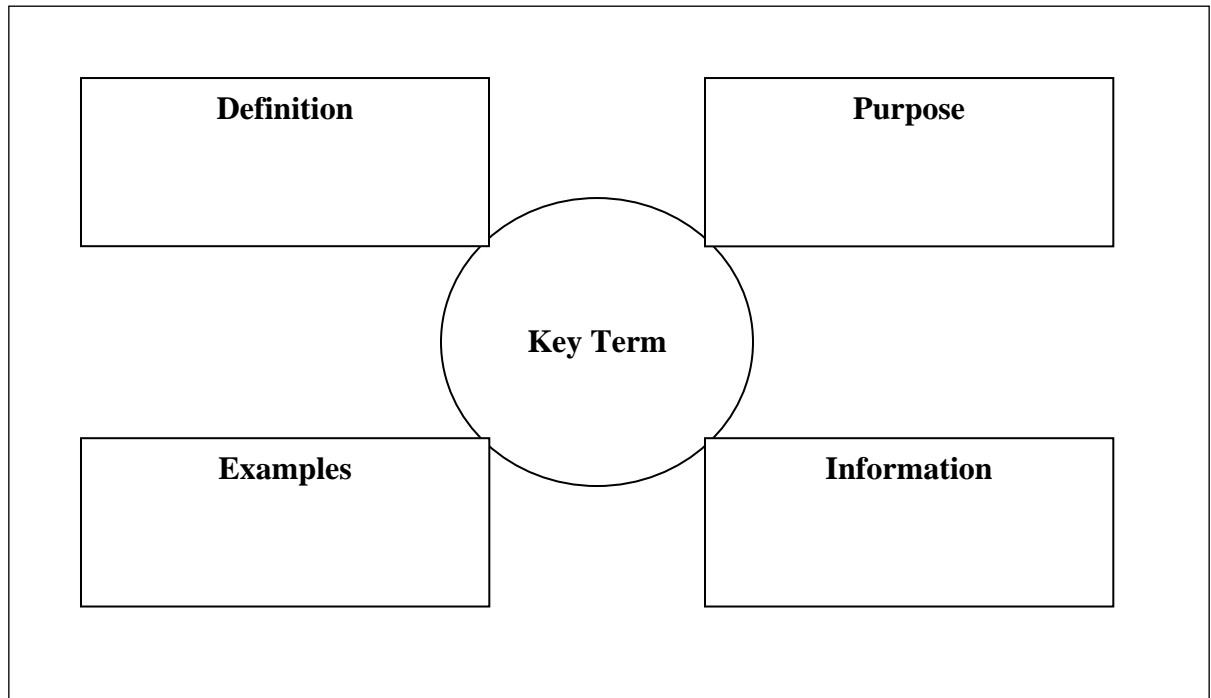 Definition
Purpose
Key Term
Examples
Information